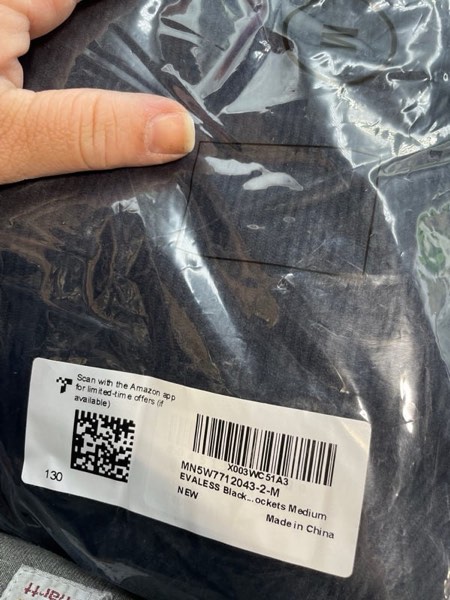 M
Scan with the Amazon app
for limited-time offers (if
available)
130
X003WC51A3
MN5W7712043-2-M
EVALESS Black...ockets Medium
NEW
Made in China